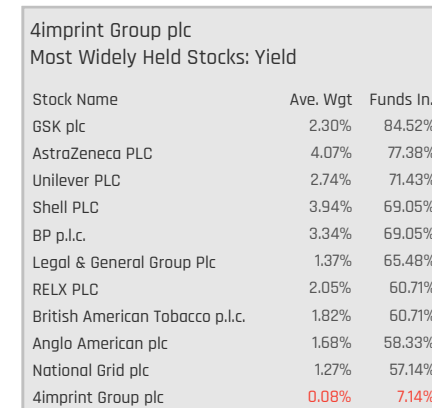 4imprint Group plc
Most Widely Held Stocks: Yield
Stock Name Ave. Wgt Funds In.
GSK plc 2.30% 84.52%
AstraZeneca PLC 4.07% 77.38%
Unilever PLC 2.74% 71.43%
Shell PLC 3.94% 69.05%
BP p.l.c. 3.34% 69.05%
Legal & General Group Plc 1.37% 65.48%
RELX PLC 2.05% 60.71%
British American Tobacco p.l.c. 1.82% 60.71%
Anglo American plc 1.68% 58.33%
National Grid plc 1.27% 57.14%
4imprint Group plc 0.08% 7.14%